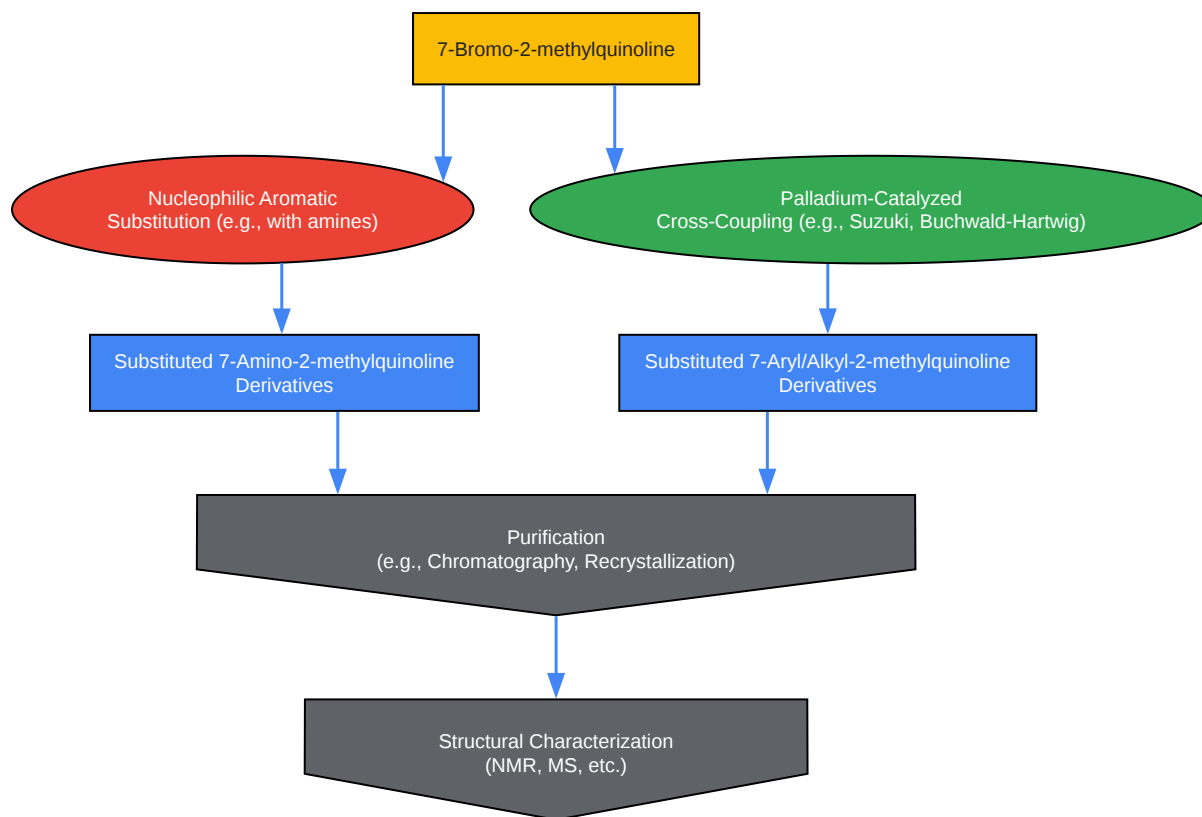 7-Bromo-2-methylquinoline
Nucleophilic Aromatic
Substitution (e.g., with amines)
Palladium-Catalyzed
Cross-Coupling (e.g., Suzuki, Buchwald-Hartwig)
Substituted 7-Amino-2-methylquinoline
Derivatives
Substituted 7-Aryl/Alkyl-2-methylquinoline
Derivatives
Purification
(e.g., Chromatography, Recrystallization)
Structural Characterization
(NMR, MS, etc.)